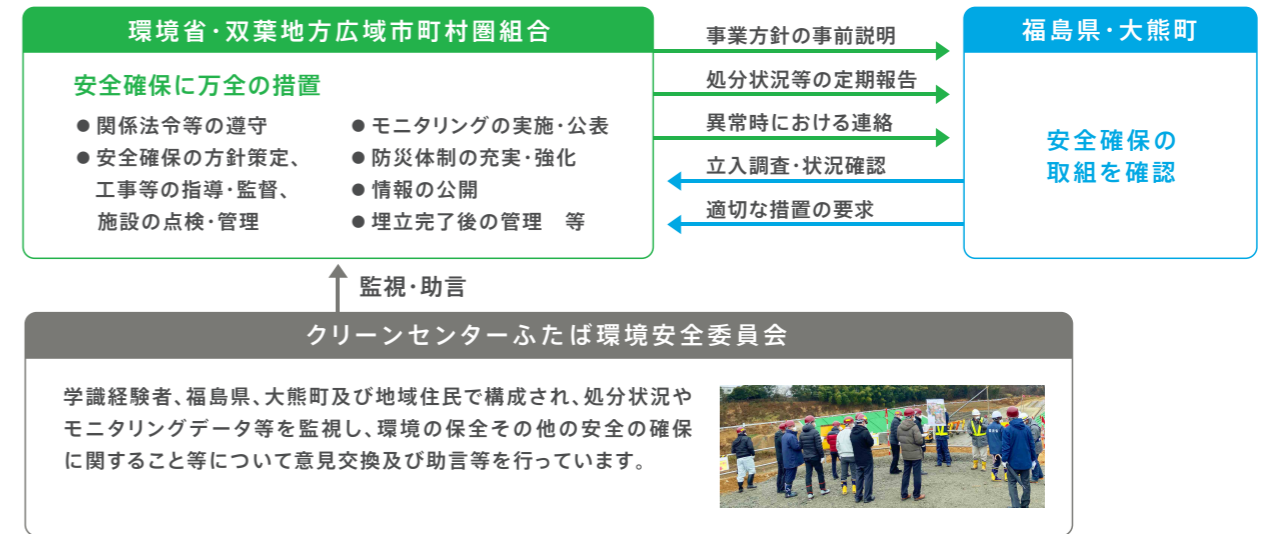 環境省・双葉地方広域市町村圏組合
安全確保に万全の措置
●関係法令等の遵守
●安全確保の方針策定、
工事等の指導・監督、
施設の点検・管理
●モニタリングの実施・公表
●防災体制の充実・強化
●情報の公開
●埋立完了後の管理　等
事業方針の事前説明
処分状況等の定期報告
異常時における連絡
立入調査・状況確認
適切な措置の要求
福島県・大熊町
安全確保の
取組を確認
監視・助言
クリーンセンターふたば環境安全委員会
学識経験者、福島県、大熊町及び地域住民で構成され、処分状況や
モニタリングデータ等を監視し、環境の保全その他の安全の確保
に関すること等について意見交換及び助言等を行っています。